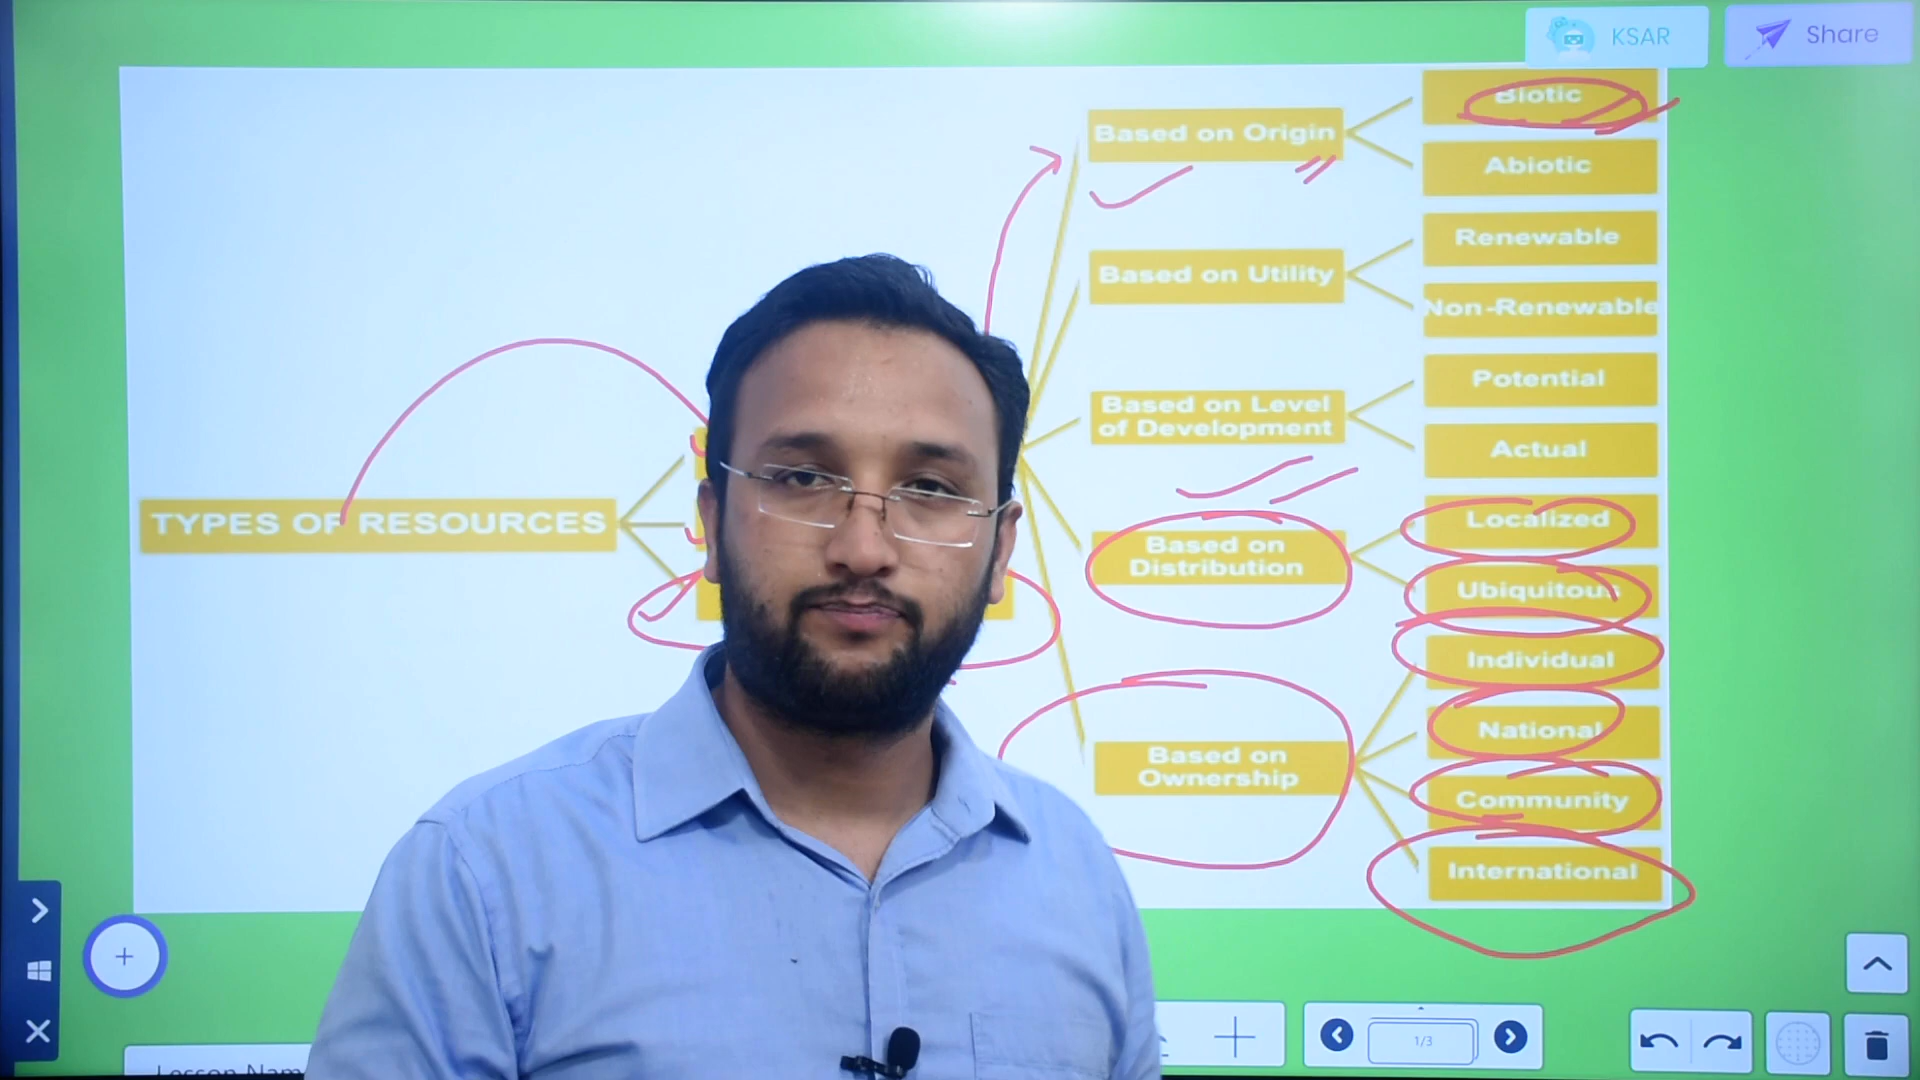 KSAR
Share
Biotic
Based on Origin
Abiotic
Renewable
Based on Utility
Non-Renewable
Potential
Based on Level
of Development
Actual
TYPES OF RESOURCES
Localized
Based on
Distribution
Ubiquitous
Individual
National
Based on
Ownership
Community
International
1/3